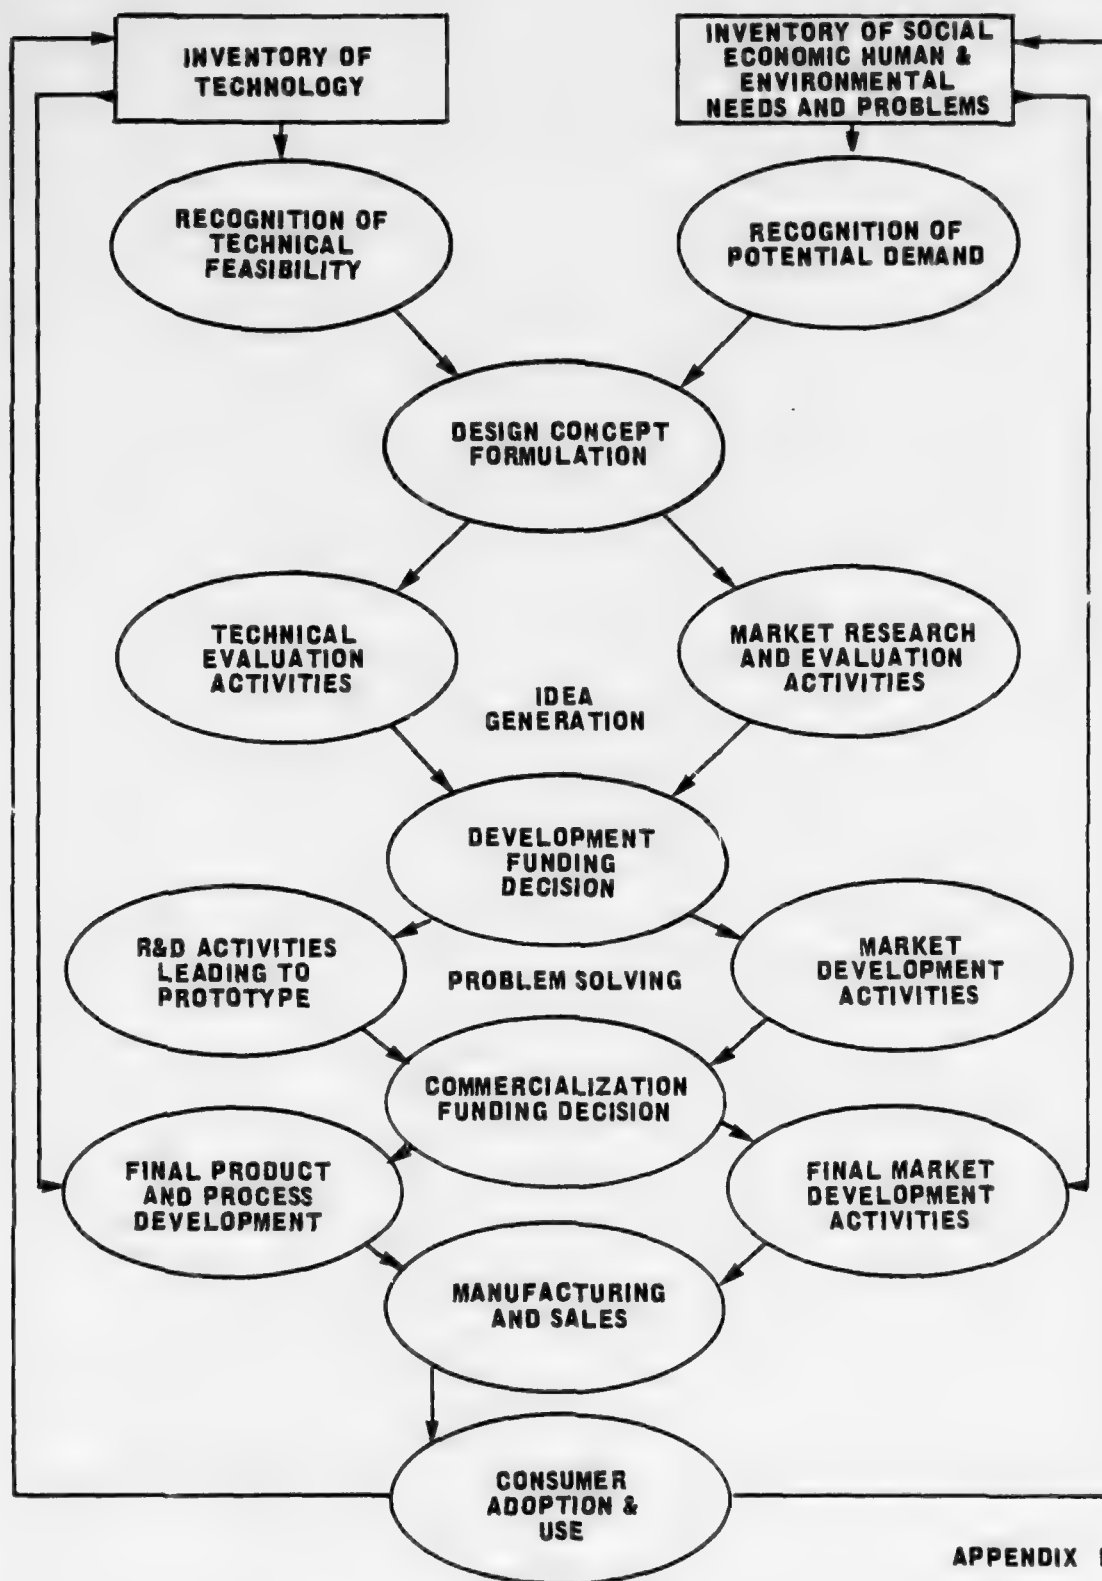 INVENTORY OF
TECHNOLOGY
INVENTORY OF SOCIAL
ECONOMIC HUMAN &
ENVIRONMENTAL
NEEDS AND PROBLEMS
RECOGNITION OF
TECHNICAL
FEASIBILITY
RECOGNITION OF
POTENTIAL DEMAND
DESIGN CONCEPT
FORMULATION
TECHNICAL
EVALUATION
ACTIVITIES
MARKET RESEARCH
AND EVALUATION
ACTIVITIES
IDEA
GENERATION
DEVELOPMENT
FUNDING
DECISION
R&D ACTIVITIES
LEADING TO
PROTOTYPE
PROBLEM SOLVING
MARKET
DEVELOPMENT
ACTIVITIES
COMMERCIALIZATION
FUNDING DECISION
FINAL PRODUCT
AND PROCESS
DEVELOPMENT
FINAL MARKET
DEVELOPMENT
ACTIVITIES
MANUFACTURING
AND SALES
CONSUMER
ADOPTION &
USE
APPENDIX